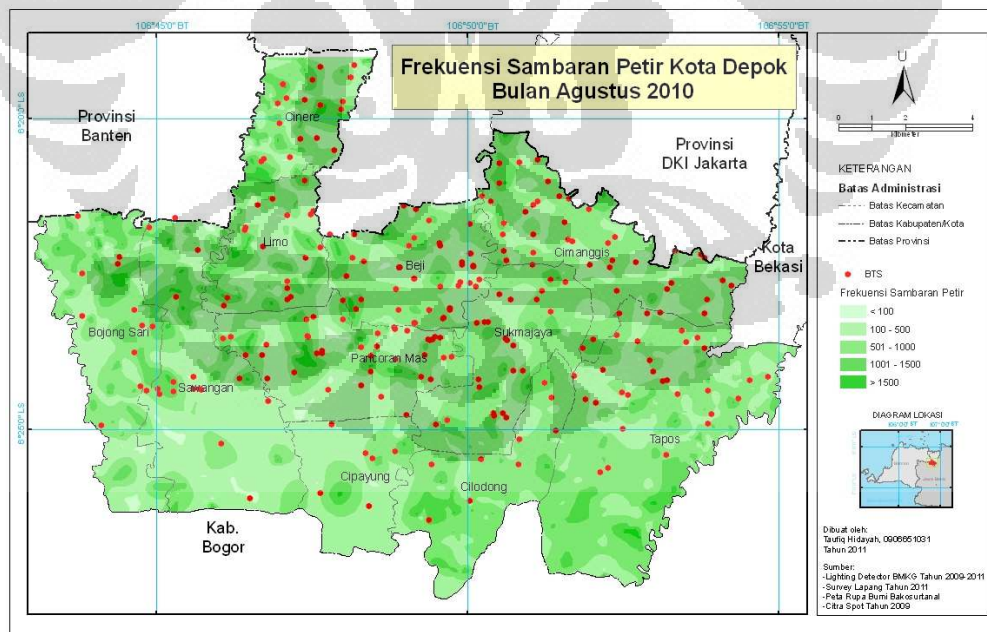 106°45'0" BT
106°50'0" BT
106°55'0" BT
Frekuensi Sambaran Petir Kota Depok
Bulan Agustus 2010
Provinsi
Banten
Provinsi
DKI Jakarta
Kota
Bekasi
Kab.
Bogor
6°20'0" LS
6°25'0" LS
Cinere
Limo
Beji
Cimanggis
Bojong Sari
Sukmajaya
Pancoran Mas
Sawangan
Tapos
Cipayung
Cilodong
U
0 1 2 4
Kilometer
KETERANGAN
Batas Administrasi
Batas Kecamatan
Batas Kabupaten/Kota
Batas Provinsi
BTS
Frekuensi Sambaran Petir
< 100
100 - 500
501 - 1000
1001 - 1500
> 1500
DIAGRAM LOKASI
Dibuat oleh:
Taufiq Hidayah, 0906651031
Tahun 2011
Sumber:
-Lighting Detector BMKG Tahun 2009-2011
-Survey Lapang Tahun 2011
-Peta Rupa Bumi Bakosurtanal
-Citra Spot Tahun 2009